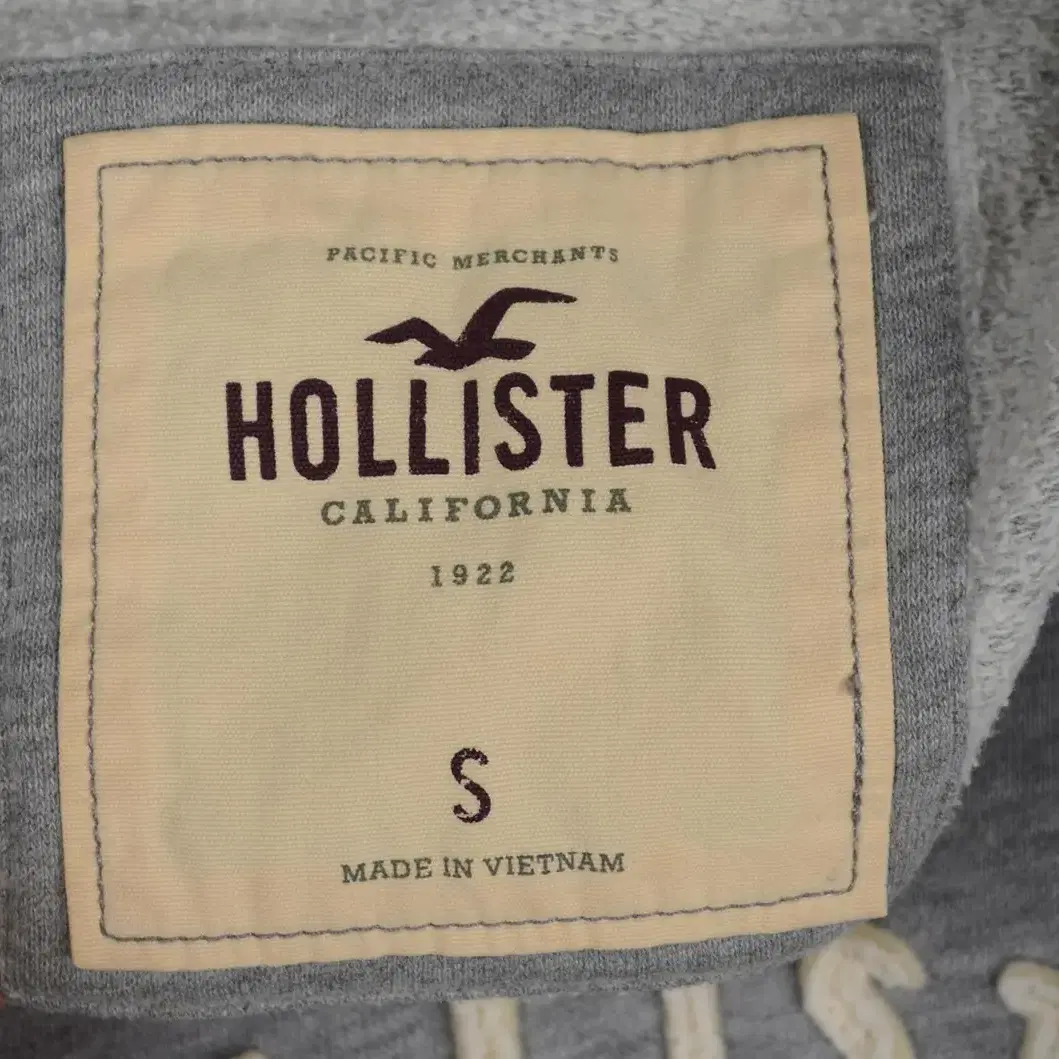 PACIFIC MERCHANTS
HOLLISTER
CALIFORNIA
1922
S
MADE IN VIETNAM